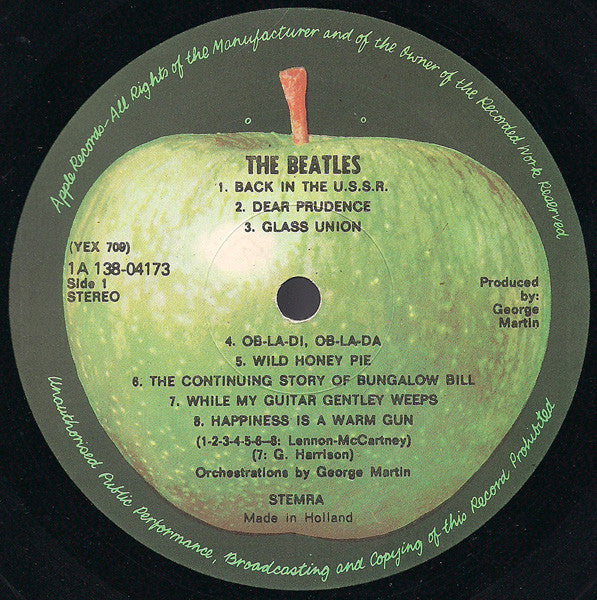 Apple Records-All Rights of the Manufacturer and of the Owner of the Recorded Work Reserved
THE BEATLES
1. BACK IN THE U.S.S.R.
2. DEAR PRUDENCE
3. GLASS UNION
(YEX 709)
1A 138-04173
Side 1
STEREO
Produced
by:
George
Martin
4. OB-LA-DI, OB-LA-DA
5. WILD HONEY PIE
6. THE CONTINUING STORY OF BUNGALOW BILL
7. WHILE MY GUITAR GENTLEY WEEPS
8. HAPPINESS IS A WARM GUN
(1-2-3-4-5-6-8: Lennon-McCartney)
(7: G. Harrison)
Orchestrations by George Martin
STEMRA
Made in Holland
Unauthorised Public Performance, Broadcasting and Copying of this Record Prohibited